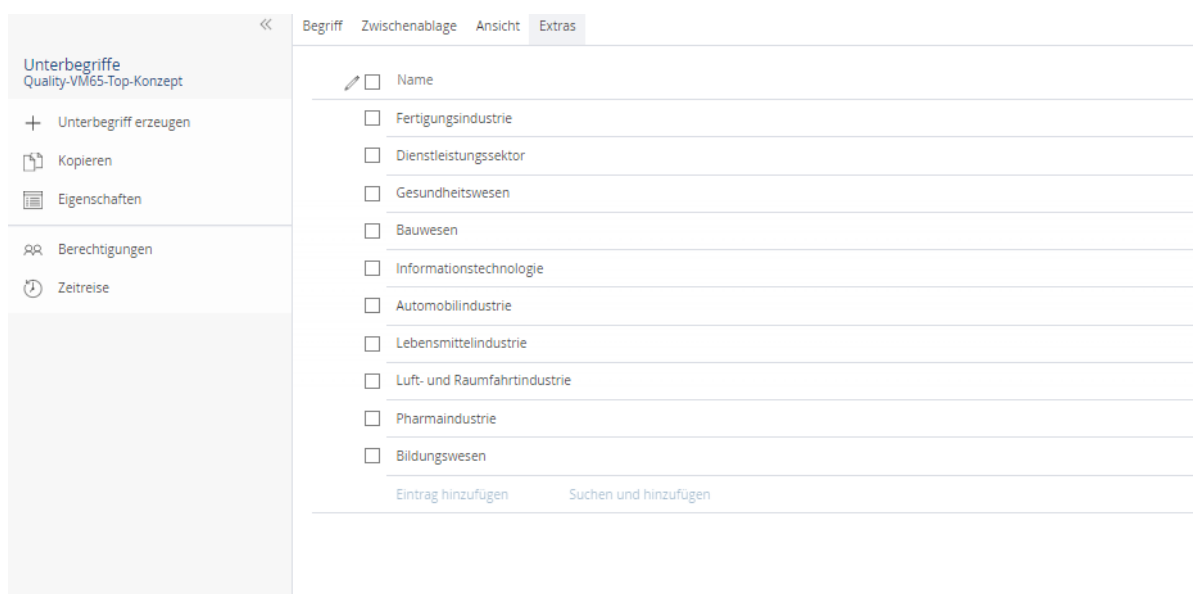 Begriff Zwischenablage Ansicht Extras
Unterbegriffe
Quality-VM65-Top-Konzept
Unterbegriff erzeugen
Kopieren
Eigenschaften
Berechtigungen
Zeitreise
Name
Fertigungsindustrie
Dienstleistungssektor
Gesundheitswesen
Bauwesen
Informationstechnologie
Automobilindustrie
Lebensmittelindustrie
Luft- und Raumfahrtindustrie
Pharmaindustrie
Bildungswesen
Eintrag hinzufügen Suchen und hinzufügen